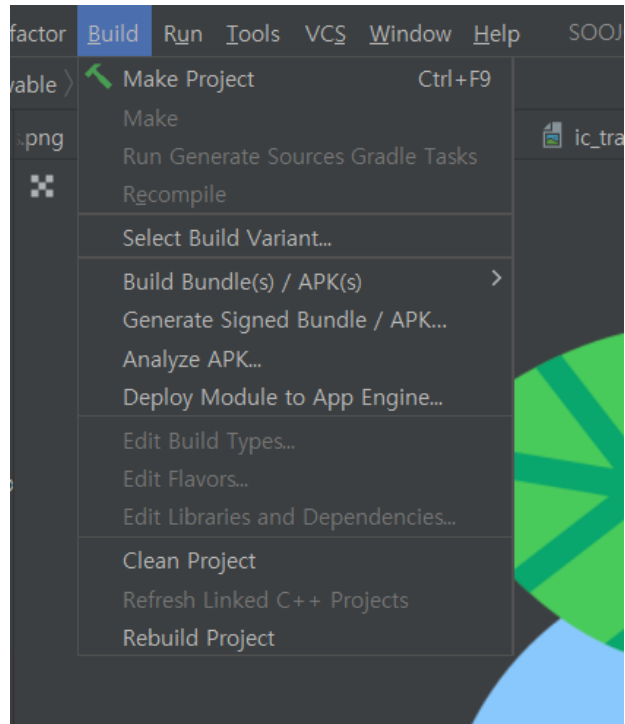 factor Build Run Tools VCS Window Help SOOJ
Make Project Ctrl+F9
Make
.png
ic_tra
Run Generate Sources Gradle Tasks
Recompile
Select Build Variant...
Build Bundle(s) / APK(s)
Generate Signed Bundle / APK...
Analyze APK...
Deploy Module to App Engine...
Edit Build Types...
Edit Flavors...
Edit Libraries and Dependencies...
Clean Project
Refresh Linked C++ Projects
Rebuild Project